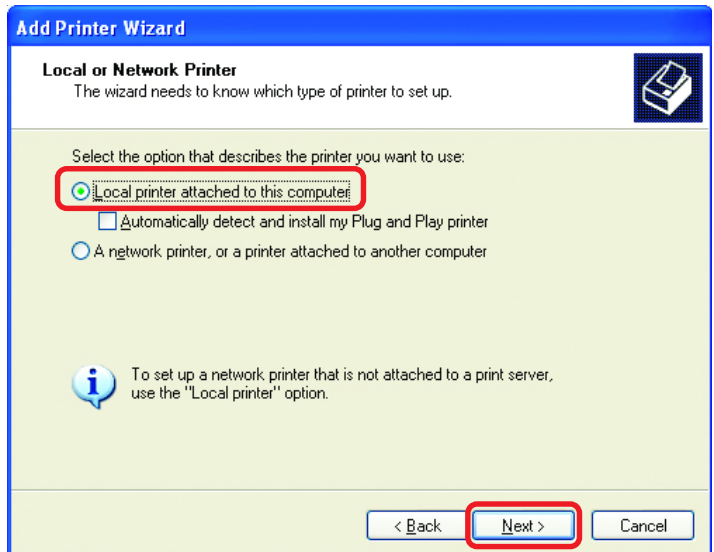 Add Printer Wizard
Local or Network Printer
The wizard needs to know which type of printer to set up.
Select the option that describes the printer you want to use:
Local printer attached to this computer
Automatically detect and install my Plug and Play printer
A network printer, or a printer attached to another computer
To set up a network printer that is not attached to a print server,
use the "Local printer" option.
< Back Next > Cancel